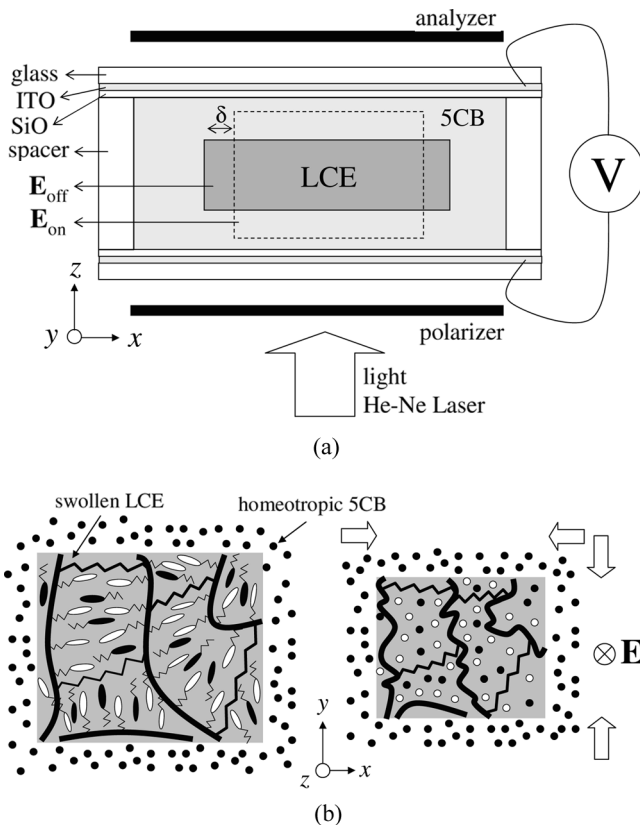 analyzer
glass
ITO
SiO
spacer
E_off
E_on
δ
5CB
LCE
V
z
y
x
polarizer
light
He-Ne Laser
(a)
swollen LCE
homeotropic 5CB
E
y
z
x
(b)